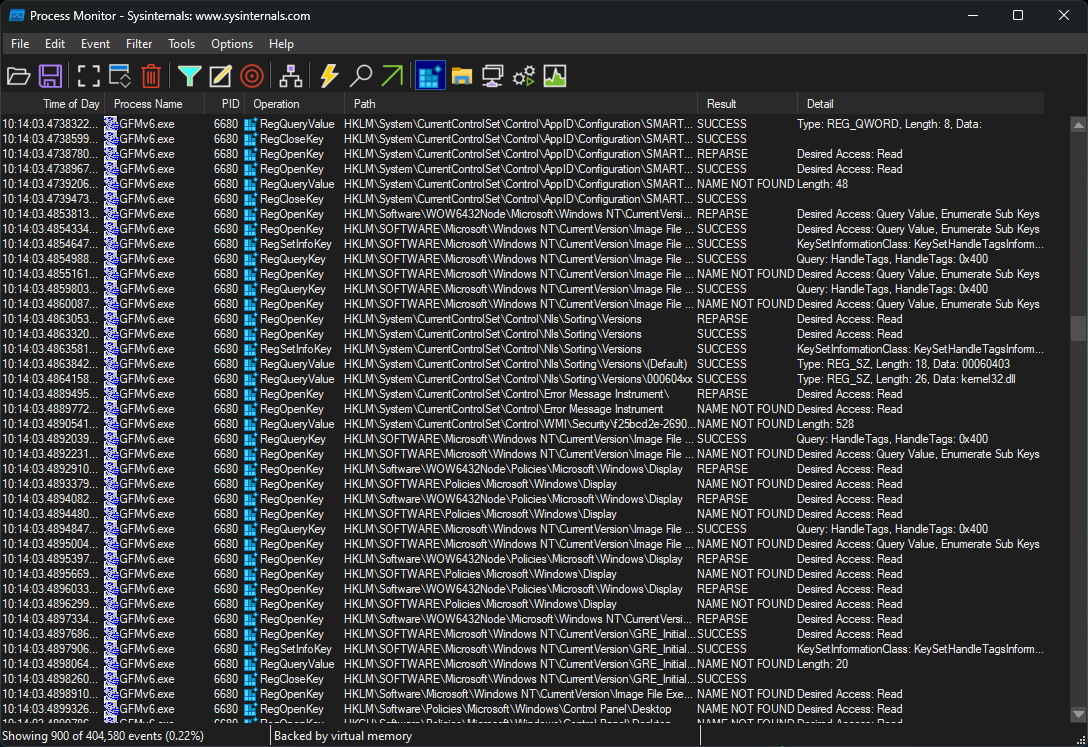 Process Monitor - Sysinternals: www.sysinternals.com
File Edit Event Filter Tools Options Help
Time of Day Process Name PID Operation Path Result Detail
10:14:03.4738322... GFMv6.exe 6680 RegQueryValue HKLM\System\CurrentControlSet\Control\AppID\Configuration\SMART... SUCCESS Type: REG_QWORD, Length: 8, Data:
10:14:03.4738599... GFMv6.exe 6680 RegCloseKey HKLM\System\CurrentControlSet\Control\AppID\Configuration\SMART... SUCCESS
10:14:03.4738780... GFMv6.exe 6680 RegOpenKey HKLM\System\CurrentControlSet\Control\AppID\Configuration\SMART... REPARSE Desired Access: Read
10:14:03.4738967... GFMv6.exe 6680 RegOpenKey HKLM\System\CurrentControlSet\Control\AppID\Configuration\SMART... SUCCESS Desired Access: Read
10:14:03.4739206... GFMv6.exe 6680 RegQueryValue HKLM\System\CurrentControlSet\Control\AppID\Configuration\SMART... NAME NOT FOUND Length: 48
10:14:03.4739473... GFMv6.exe 6680 RegCloseKey HKLM\System\CurrentControlSet\Control\AppID\Configuration\SMART... SUCCESS
10:14:03.4853813... GFMv6.exe 6680 RegOpenKey HKLM\Software\WOW6432Node\Microsoft\Windows NT\CurrentVersi... REPARSE Desired Access: Query Value, Enumerate Sub Keys
10:14:03.4854334... GFMv6.exe 6680 RegOpenKey HKLM\SOFTWARE\Microsoft\Windows NT\CurrentVersion\Image File ... SUCCESS Desired Access: Query Value, Enumerate Sub Keys
10:14:03.4854647... GFMv6.exe 6680 RegSetInfoKey HKLM\SOFTWARE\Microsoft\Windows NT\CurrentVersion\Image File ... SUCCESS KeySetInformationClass: KeySetHandleTagsInform...
10:14:03.4854988... GFMv6.exe 6680 RegQueryKey HKLM\SOFTWARE\Microsoft\Windows NT\CurrentVersion\Image File ... SUCCESS Query: HandleTags, HandleTags: 0x400
10:14:03.4855161... GFMv6.exe 6680 RegOpenKey HKLM\SOFTWARE\Microsoft\Windows NT\CurrentVersion\Image File ... NAME NOT FOUND Desired Access: Query Value, Enumerate Sub Keys
10:14:03.4859803... GFMv6.exe 6680 RegQueryKey HKLM\SOFTWARE\Microsoft\Windows NT\CurrentVersion\Image File ... SUCCESS Query: HandleTags, HandleTags: 0x400
10:14:03.4860087... GFMv6.exe 6680 RegOpenKey HKLM\SOFTWARE\Microsoft\Windows NT\CurrentVersion\Image File ... NAME NOT FOUND Desired Access: Query Value, Enumerate Sub Keys
10:14:03.4863053... GFMv6.exe 6680 RegOpenKey HKLM\System\CurrentControlSet\Control\Nls\Sorting\Versions REPARSE Desired Access: Read
10:14:03.4863320... GFMv6.exe 6680 RegOpenKey HKLM\System\CurrentControlSet\Control\Nls\Sorting\Versions SUCCESS Desired Access: Read
10:14:03.4863581... GFMv6.exe 6680 RegSetInfoKey HKLM\System\CurrentControlSet\Control\Nls\Sorting\Versions SUCCESS KeySetInformationClass: KeySetHandleTagsInform...
10:14:03.4863842... GFMv6.exe 6680 RegQueryValue HKLM\System\CurrentControlSet\Control\Nls\Sorting\Versions\(Default) SUCCESS Type: REG_SZ, Length: 18, Data: 00060403
10:14:03.4864158... GFMv6.exe 6680 RegQueryValue HKLM\System\CurrentControlSet\Control\Nls\Sorting\Versions\000604xx SUCCESS Type: REG_SZ, Length: 26, Data: kernel32.dll
10:14:03.4889495... GFMv6.exe 6680 RegOpenKey HKLM\System\CurrentControlSet\Control\Error Message Instrument\ REPARSE Desired Access: Read
10:14:03.4889772... GFMv6.exe 6680 RegOpenKey HKLM\System\CurrentControlSet\Control\Error Message Instrument NAME NOT FOUND Desired Access: Read
10:14:03.4890541... GFMv6.exe 6680 RegQueryValue HKLM\System\CurrentControlSet\Control\WMI\Security\f25bcd2e-2690... NAME NOT FOUND Length: 528
10:14:03.4892039... GFMv6.exe 6680 RegQueryKey HKLM\SOFTWARE\Microsoft\Windows NT\CurrentVersion\Image File ... SUCCESS Query: HandleTags, HandleTags: 0x400
10:14:03.4892231... GFMv6.exe 6680 RegOpenKey HKLM\SOFTWARE\Microsoft\Windows NT\CurrentVersion\Image File ... NAME NOT FOUND Desired Access: Query Value, Enumerate Sub Keys
10:14:03.4892910... GFMv6.exe 6680 RegOpenKey HKLM\Software\WOW6432Node\Policies\Microsoft\Windows\Display REPARSE Desired Access: Read
10:14:03.4893379... GFMv6.exe 6680 RegOpenKey HKLM\SOFTWARE\Policies\Microsoft\Windows\Display NAME NOT FOUND Desired Access: Read
10:14:03.4894082... GFMv6.exe 6680 RegOpenKey HKLM\Software\WOW6432Node\Policies\Microsoft\Windows\Display REPARSE Desired Access: Read
10:14:03.4894480... GFMv6.exe 6680 RegOpenKey HKLM\SOFTWARE\Policies\Microsoft\Windows\Display NAME NOT FOUND Desired Access: Read
10:14:03.4894847... GFMv6.exe 6680 RegQueryKey HKLM\SOFTWARE\Microsoft\Windows NT\CurrentVersion\Image File ... SUCCESS Query: HandleTags, HandleTags: 0x400
10:14:03.4895004... GFMv6.exe 6680 RegOpenKey HKLM\SOFTWARE\Microsoft\Windows NT\CurrentVersion\Image File ... NAME NOT FOUND Desired Access: Query Value, Enumerate Sub Keys
10:14:03.4895397... GFMv6.exe 6680 RegOpenKey HKLM\Software\WOW6432Node\Policies\Microsoft\Windows\Display REPARSE Desired Access: Read
10:14:03.4895669... GFMv6.exe 6680 RegOpenKey HKLM\SOFTWARE\Policies\Microsoft\Windows\Display NAME NOT FOUND Desired Access: Read
10:14:03.4896033... GFMv6.exe 6680 RegOpenKey HKLM\Software\WOW6432Node\Policies\Microsoft\Windows\Display REPARSE Desired Access: Read
10:14:03.4896299... GFMv6.exe 6680 RegOpenKey HKLM\SOFTWARE\Policies\Microsoft\Windows\Display NAME NOT FOUND Desired Access: Read
10:14:03.4897334... GFMv6.exe 6680 RegOpenKey HKLM\Software\WOW6432Node\Microsoft\Windows NT\CurrentVersi... REPARSE Desired Access: Read
10:14:03.4897686... GFMv6.exe 6680 RegOpenKey HKLM\SOFTWARE\Microsoft\Windows NT\CurrentVersion\GRE_Initial... SUCCESS Desired Access: Read
10:14:03.4897906... GFMv6.exe 6680 RegSetInfoKey HKLM\SOFTWARE\Microsoft\Windows NT\CurrentVersion\GRE_Initial... SUCCESS KeySetInformationClass: KeySetHandleTagsInform...
10:14:03.4898064... GFMv6.exe 6680 RegQueryValue HKLM\SOFTWARE\Microsoft\Windows NT\CurrentVersion\GRE_Initial... NAME NOT FOUND Length: 20
10:14:03.4898260... GFMv6.exe 6680 RegCloseKey HKLM\SOFTWARE\Microsoft\Windows NT\CurrentVersion\GRE_Initial... SUCCESS
10:14:03.4898910... GFMv6.exe 6680 RegOpenKey HKLM\Software\Microsoft\Windows NT\CurrentVersion\Image File Exe... NAME NOT FOUND Desired Access: Read
10:14:03.4899326... GFMv6.exe 6680 RegOpenKey HKLM\Software\Policies\Microsoft\Windows\Control Panel\Desktop NAME NOT FOUND Desired Access: Read
Showing 900 of 404,580 events (0.22%) Backed by virtual memory